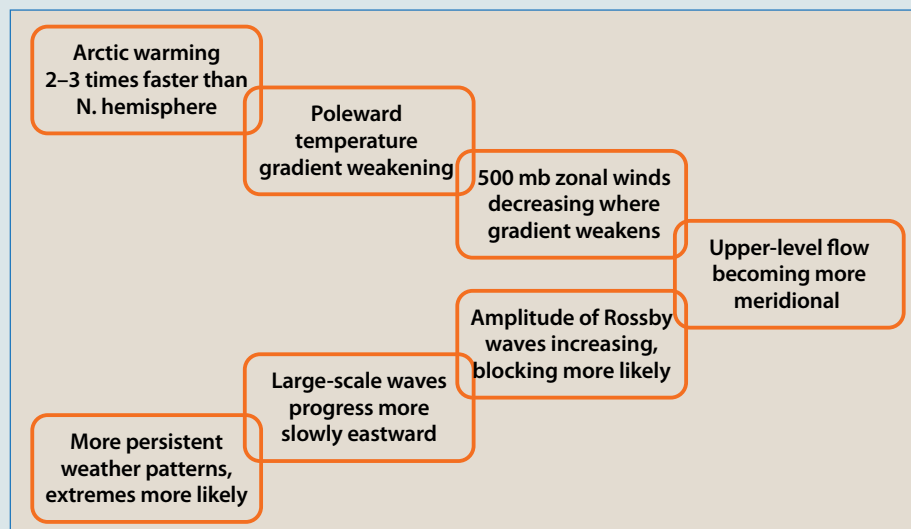 Arctic warming
2–3 times faster than
N. hemisphere
Poleward
temperature
gradient weakening
500 mb zonal winds
decreasing where
gradient weakens
Upper-level flow
becoming more
meridional
Amplitude of Rossby
waves increasing,
blocking more likely
Large-scale waves
progress more
slowly eastward
More persistent
weather patterns,
extremes more likely